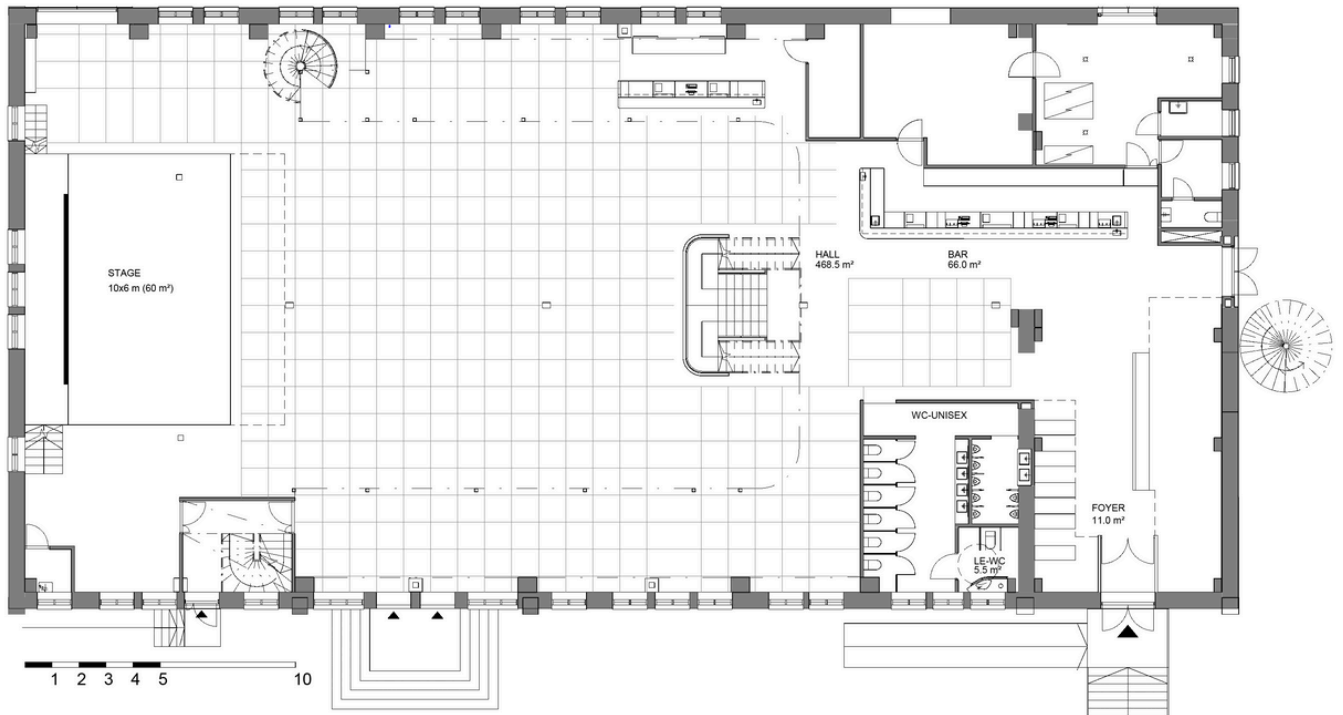 STAGE
10x6 m (60 m²)
HALL
468.5 m²
BAR
66.0 m²
WC-UNISEX
LE-WC
5.5 m²
FOYER
11.0 m²
1 2 3 4 5 10